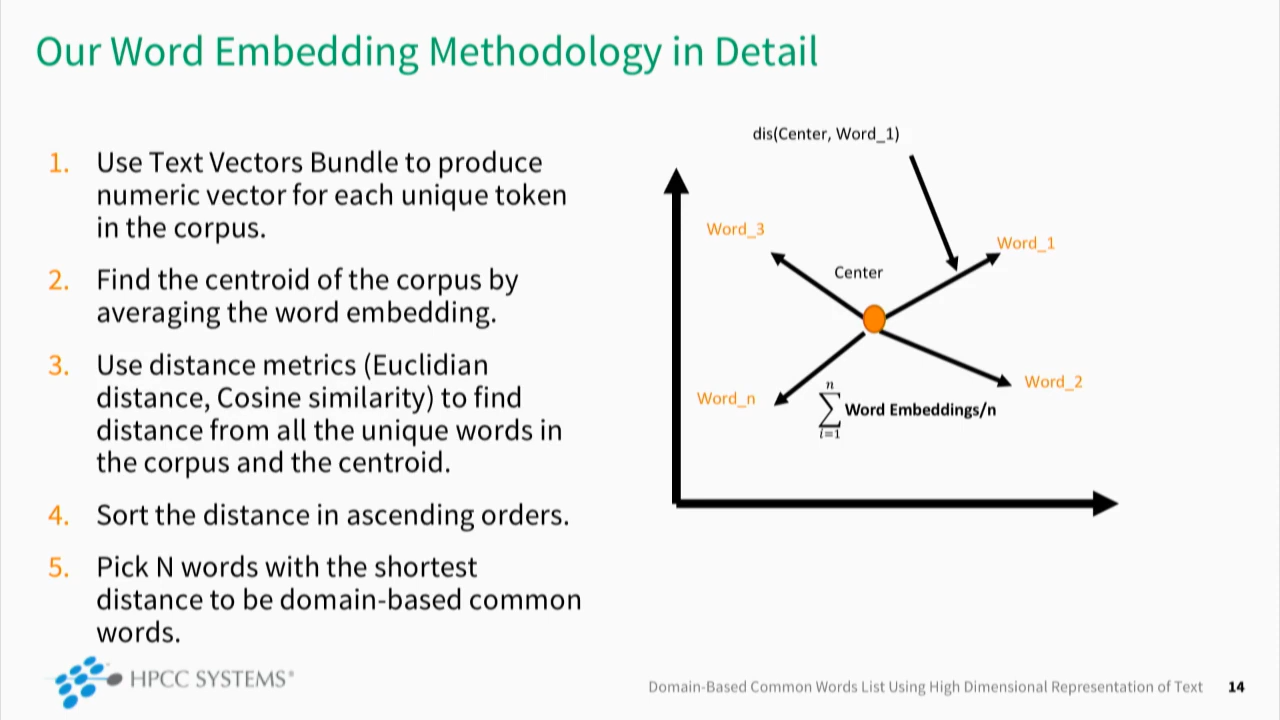 Our Word Embedding Methodology in Detail
1. Use Text Vectors Bundle to produce
numeric vector for each unique token
in the corpus.
2. Find the centroid of the corpus by
averaging the word embedding.
3. Use distance metrics (Euclidian
distance, Cosine similarity) to find
distance from all the unique words in
the corpus and the centroid.
4. Sort the distance in ascending orders.
5. Pick N words with the shortest
distance to be domain-based common
words.
dis(Center, Word_1)
Word_3
Word_1
Center
Word_2
Word_n
n
∑ Word Embeddings/n
i=1
HPCC SYSTEMS®
Domain-Based Common Words List Using High Dimensional Representation of Text 14